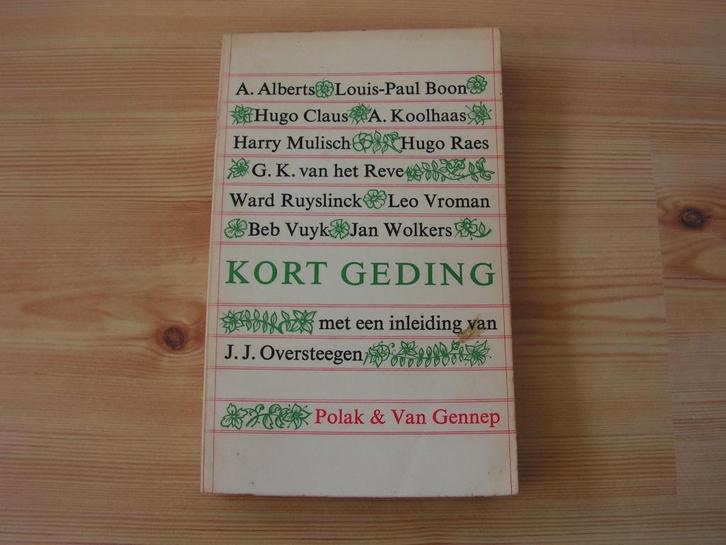 A. Alberts Louis-Paul Boon
Hugo Claus A. Koolhaas
Harry Mulisch Hugo Raes
G. K. van het Reve
Ward Ruyslinck Leo Vroman
Beb Vuyk Jan Wolkers
KORT GEDING
met een inleiding van
J. J. Oversteegen
Polak & Van Gennep